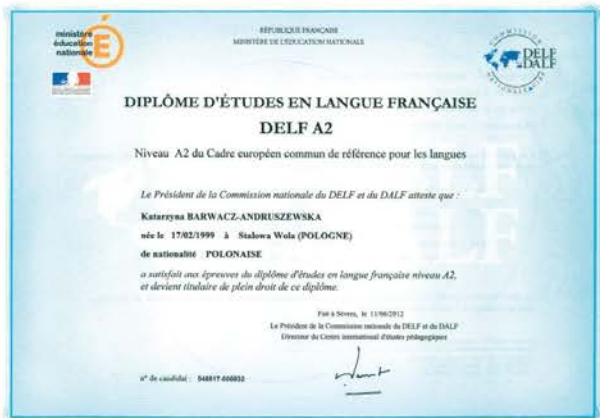 ministère
éducation
nationale
É
RÉPUBLIQUE FRANÇAISE
MINISTÈRE DE L'ÉDUCATION NATIONALE
COMMISSION
DELF
DALF
NATIONALE
DIPLÔME D'ÉTUDES EN LANGUE FRANÇAISE
DELF A2
Niveau A2 du Cadre européen commun de référence pour les langues
Le Président de la Commission nationale du DELF et du DALF atteste que :
Katarzyna BARWACZ-ANDRUSZEWSKA
née le 17/02/1999 à Stalowa Wola (POLOGNE)
de nationalité POLONAISE
a satisfait aux épreuves du diplôme d'études en langue française niveau A2,
et devient titulaire de plein droit de ce diplôme.
Fait à Sèvres, le 11/06/2012
Le Président de la Commission nationale du DELF et du DALF
Directeur du Centre international d'études pédagogiques
n° de candidat : 048017-000032